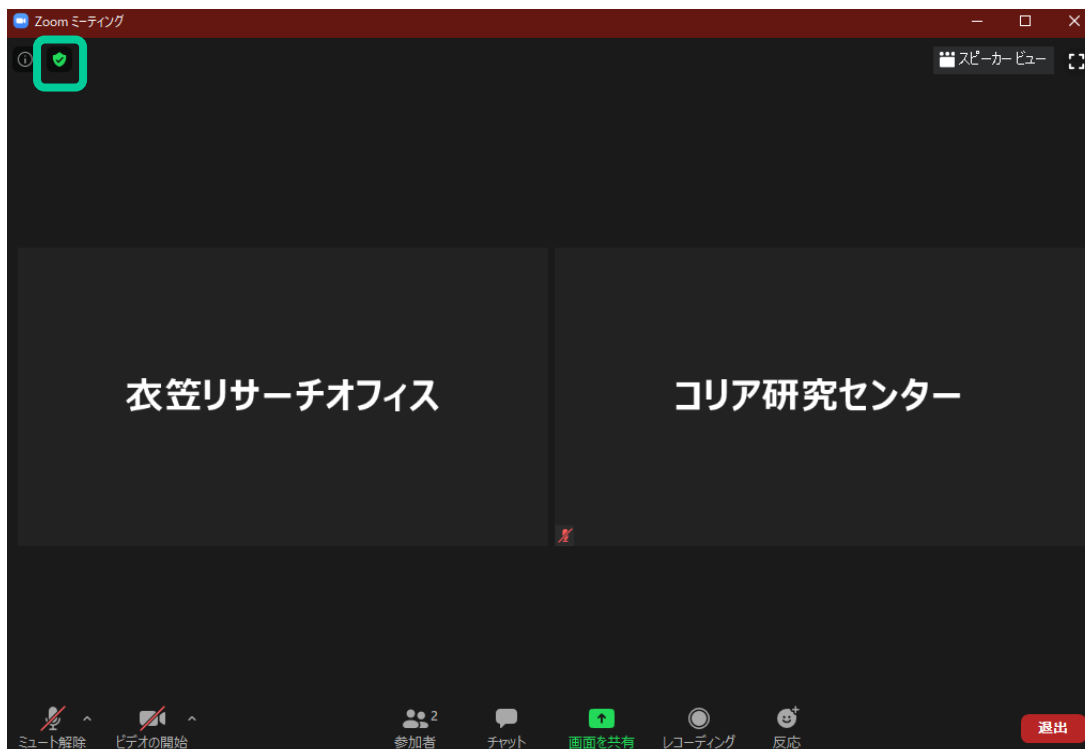 Zoom ミーティング
スピーカー ビュー
衣笠リサーチオフィス
コリア研究センター
2
ミュート解除
ビデオの開始
参加者
チャット
画面を共有
レコーディング
反応
退出